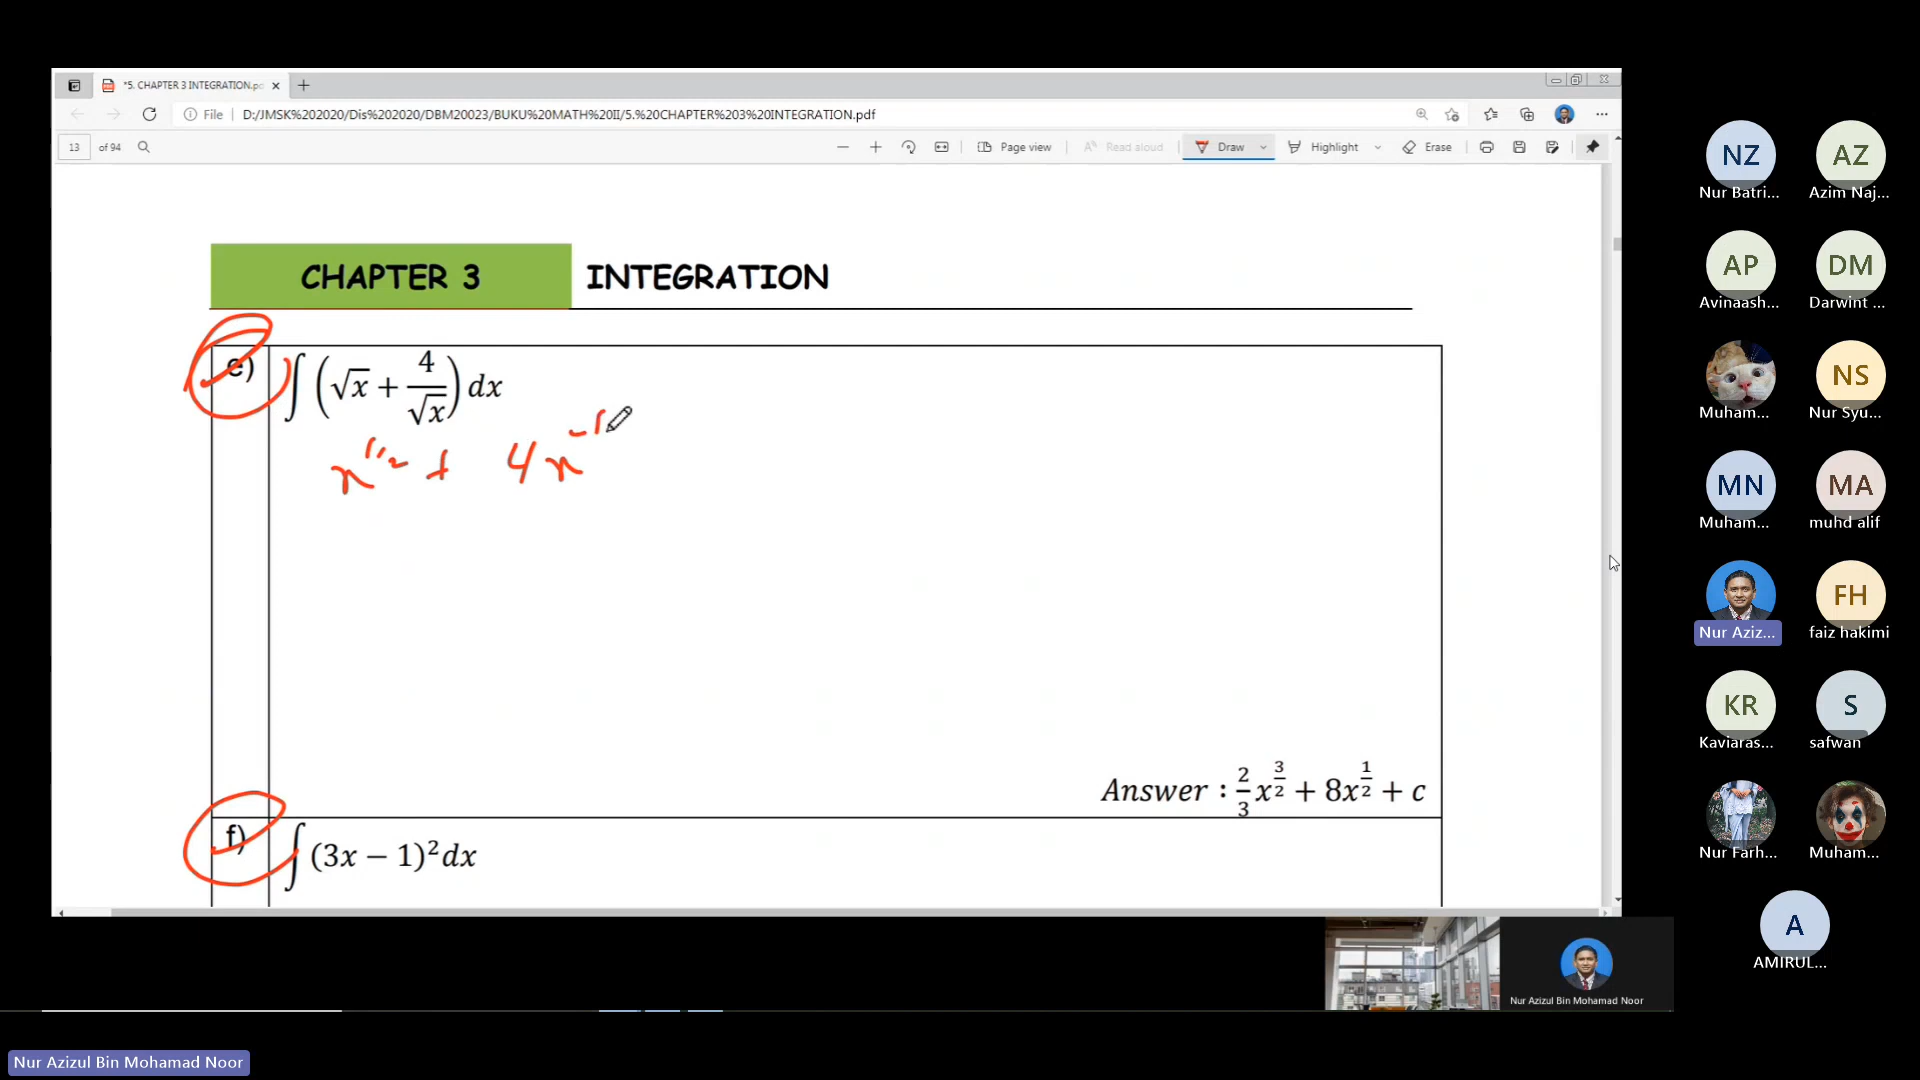 *5. CHAPTER 3 INTEGRATION.pd
File D:/JMSK%202020/Dis%202020/DBM20023/BUKU%20MATH%20II/5.%20CHAPTER%203%20INTEGRATION.pdf
13 of 94 Page view Read aloud Draw Highlight Erase
CHAPTER 3 INTEGRATION
e) ∫ (√x + 4/√x) dx
x^1/2 + 4x^-1
Answer : 2/3 x^3/2 + 8x^1/2 + c
f) ∫ (3x − 1)² dx
NZ AZ
Nur Batri... Azim Naj...
AP DM
Avinaash... Darwint ...
NS
Muham... Nur Syu...
MN MA
Muham... muhd alif
FH
Nur Aziz... faiz hakimi
KR S
Kaviaras... safwan
Nur Farh... Muham...
A
AMIRUL...
Nur Azizul Bin Mohamad Noor
Nur Azizul Bin Mohamad Noor